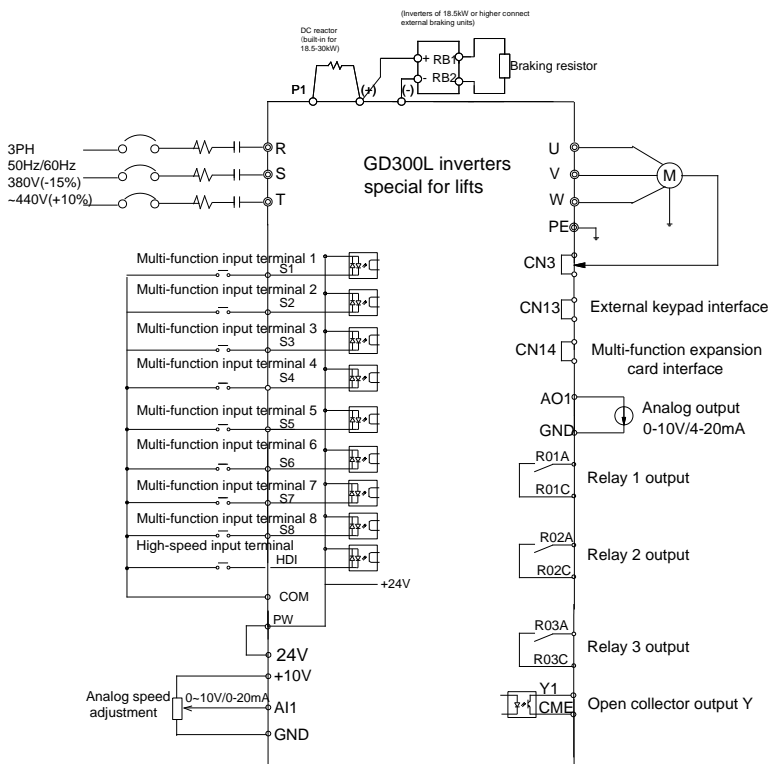 (Inverters of 18.5kW or higher connect
external braking units)
DC reactor
(built-in for
18.5-30kW)
+ RB1
- RB2
Braking resistor
P1
(+)
(-)
3PH
50Hz/60Hz
380V(-15%)
~440V(+10%)
R
S
T
GD300L inverters
special for lifts
U
V
W
PE
M
CN3
CN13
External keypad interface
CN14
Multi-function expansion
card interface
AO1
GND
Analog output
0-10V/4-20mA
R01A
R01C
Relay 1 output
R02A
R02C
Relay 2 output
R03A
R03C
Relay 3 output
Y1
CME
Open collector output Y
Multi-function input terminal 1
S1
Multi-function input terminal 2
S2
Multi-function input terminal 3
S3
Multi-function input terminal 4
S4
Multi-function input terminal 5
S5
Multi-function input terminal 6
S6
Multi-function input terminal 7
S7
Multi-function input terminal 8
S8
High-speed input terminal
HDI
+24V
COM
PW
24V
+10V
Analog speed
adjustment
0~10V/0-20mA
AI1
GND